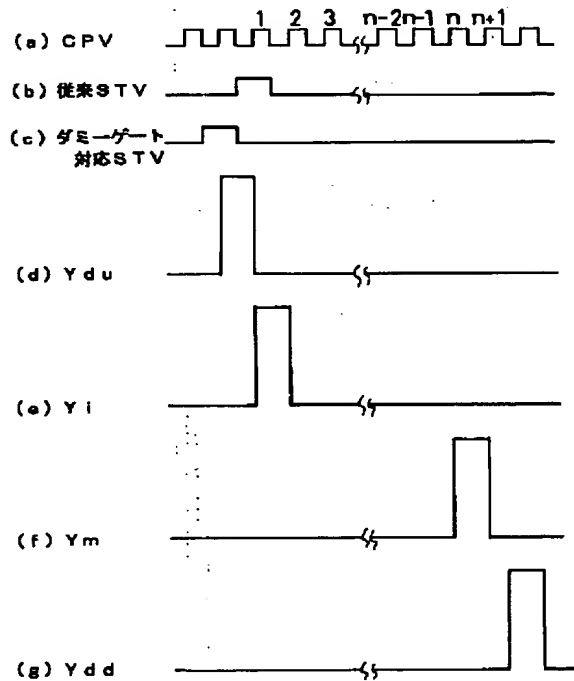 1 2 3 n-2 n-1 n n+1
(a) CPV
(b) 従来STV
(c) ダミーゲート
対応STV
(d) Ydu
(e) Yi
(f) Ym
(g) Ydd